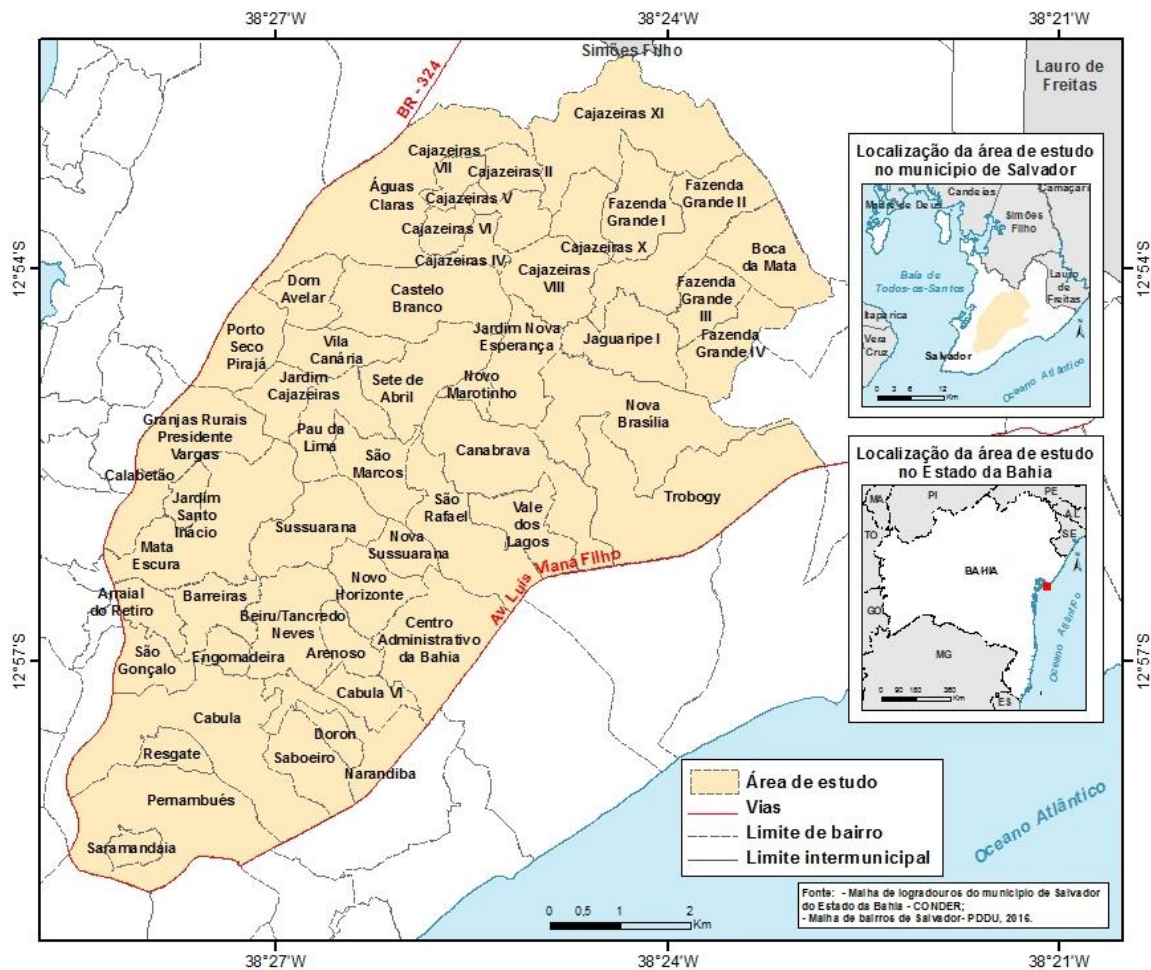 38°27'W
38°24'W
38°21'W
Simões Filho
Lauro de
Freitas
BR - 324
Cajazeiras XI
Cajazeiras
VII
Cajazeiras II
Águas
Claras
Cajazeiras V
Fazenda
Grande II
Fazenda
Grande I
Cajazeiras VI
Cajazeiras X
Boca
da Mata
12°54'S
12°54'S
Cajazeiras IV
Cajazeiras
VIII
Dom
Avelar
Castelo
Branco
Fazenda
Grande
III
Porto
Seco
Pirajá
Vila
Canária
Jardim Nova
Esperança
Jaguaripe I
Fazenda
Grande IV
Jardim
Cajazeiras
Sete de
Abril
Novo
Marotinho
Nova
Brasília
Granjas Rurais
Presidente
Vargas
Pau da
Lima
São
Marcos
Canabrava
Calabetão
Jardim
Santo
Inácio
Trobogy
São
Rafael
Vale
dos
Lagos
Sussuarana
Nova
Sussuarana
Mata
Escura
Av. Luís Viana Filho
Novo
Horizonte
Arraial
do Retiro
Barreiras
Beiru/Tancredo
Neves
Centro
Administrativo
da Bahia
São
Gonçalo
Engomadeira
Arenoso
12°57'S
12°57'S
Cabula VI
Cabula
Doron
Resgate
Saboeiro
Narandiba
Pernambués
Saramandaia
Localização da área de estudo
no município de Salvador
Madre de Deus
Candeias
Camaçari
Simões
Filho
Baía de
Todos-os-Santos
Lauro
de
Freitas
Itaparica
Vera
Cruz
Salvador
N
Oceano Atlântico
0 3 6 12
Km
Localização da área de estudo
no Estado da Bahia
MA
PI
PE
AL
SE
TO
N
BAHIA
GO
MG
Oceano Atlântico
0 90 180 360
Km
ES
Área de estudo
Vias
Limite de bairro
Limite intermunicipal
Oceano Atlântico
Fonte: - Malha de logradouros do município de Salvador
do Estado da Bahia - CONDER;
- Malha de bairros de Salvador- PDDU, 2016.
0 0,5 1 2
Km
38°27'W
38°24'W
38°21'W